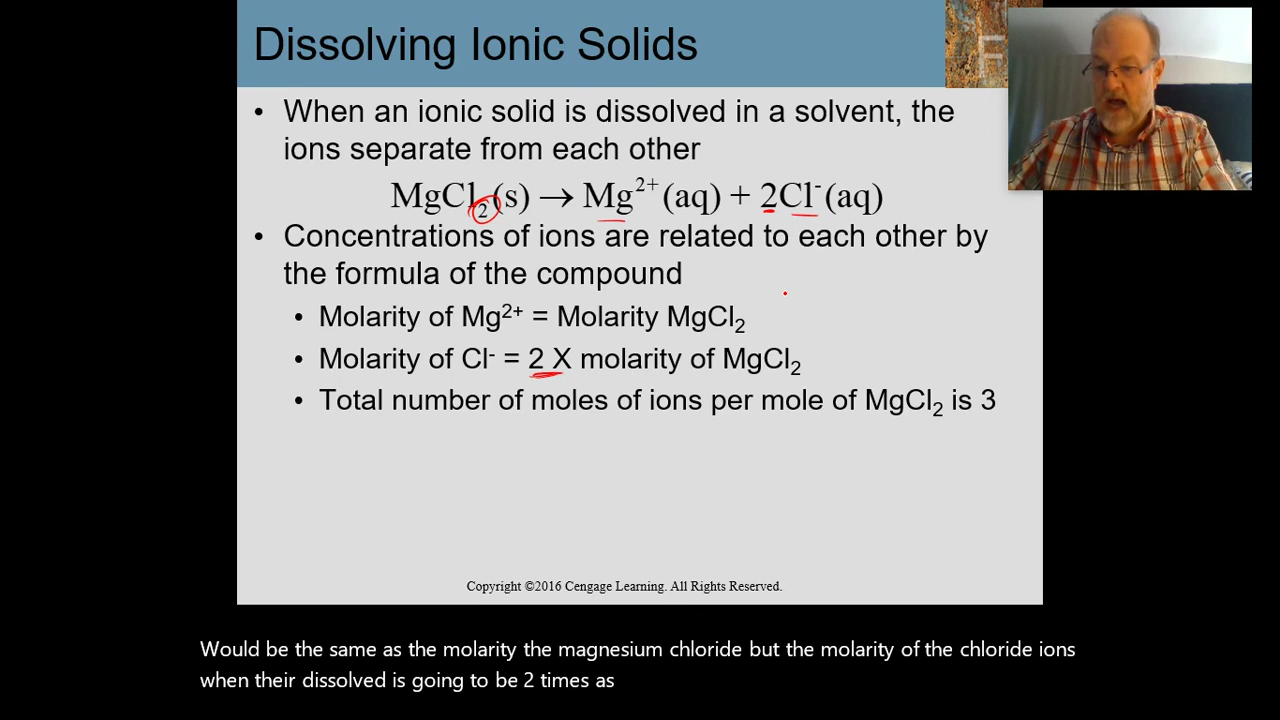 Dissolving Ionic Solids
• When an ionic solid is dissolved in a solvent, the
ions separate from each other
MgCl₂(s) → Mg²⁺(aq) + 2Cl⁻(aq)
• Concentrations of ions are related to each other by
the formula of the compound
• Molarity of Mg²⁺ = Molarity MgCl₂
• Molarity of Cl⁻ = 2 X molarity of MgCl₂
• Total number of moles of ions per mole of MgCl₂ is 3
Copyright ©2016 Cengage Learning. All Rights Reserved.
Would be the same as the molarity the magnesium chloride but the molarity of the chloride ions
when their dissolved is going to be 2 times as